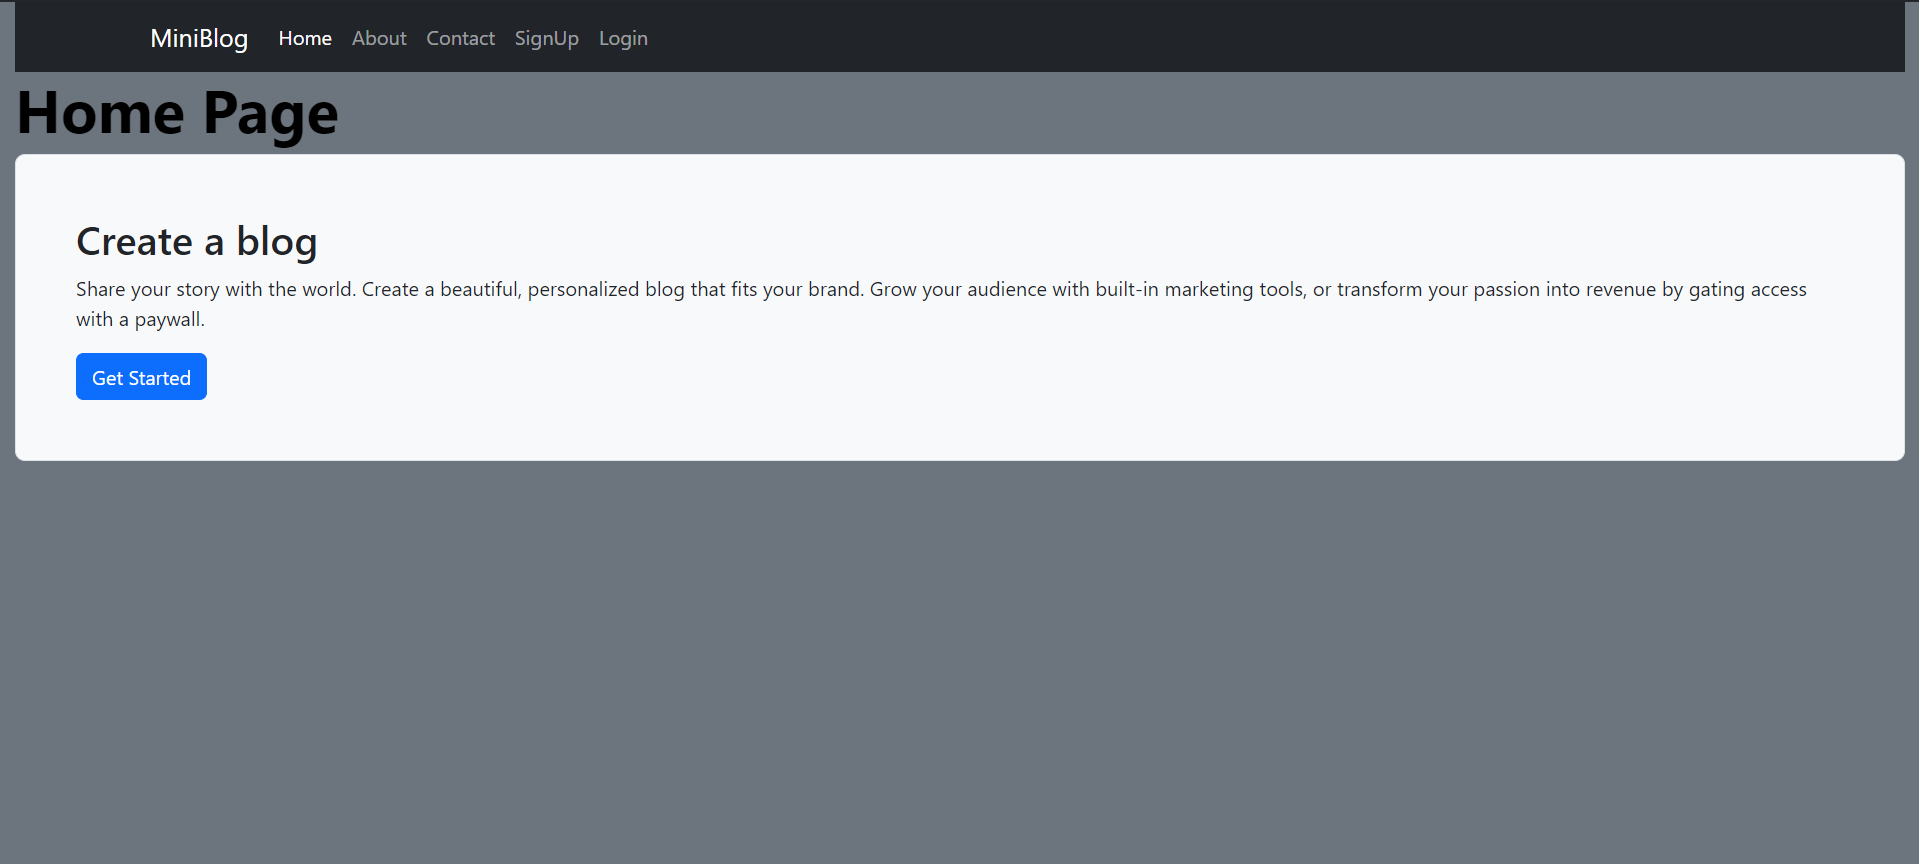 MiniBlog Home About Contact SignUp Login
Home Page
Create a blog
Share your story with the world. Create a beautiful, personalized blog that fits your brand. Grow your audience with built-in marketing tools, or transform your passion into revenue by gating access
with a paywall.
Get Started